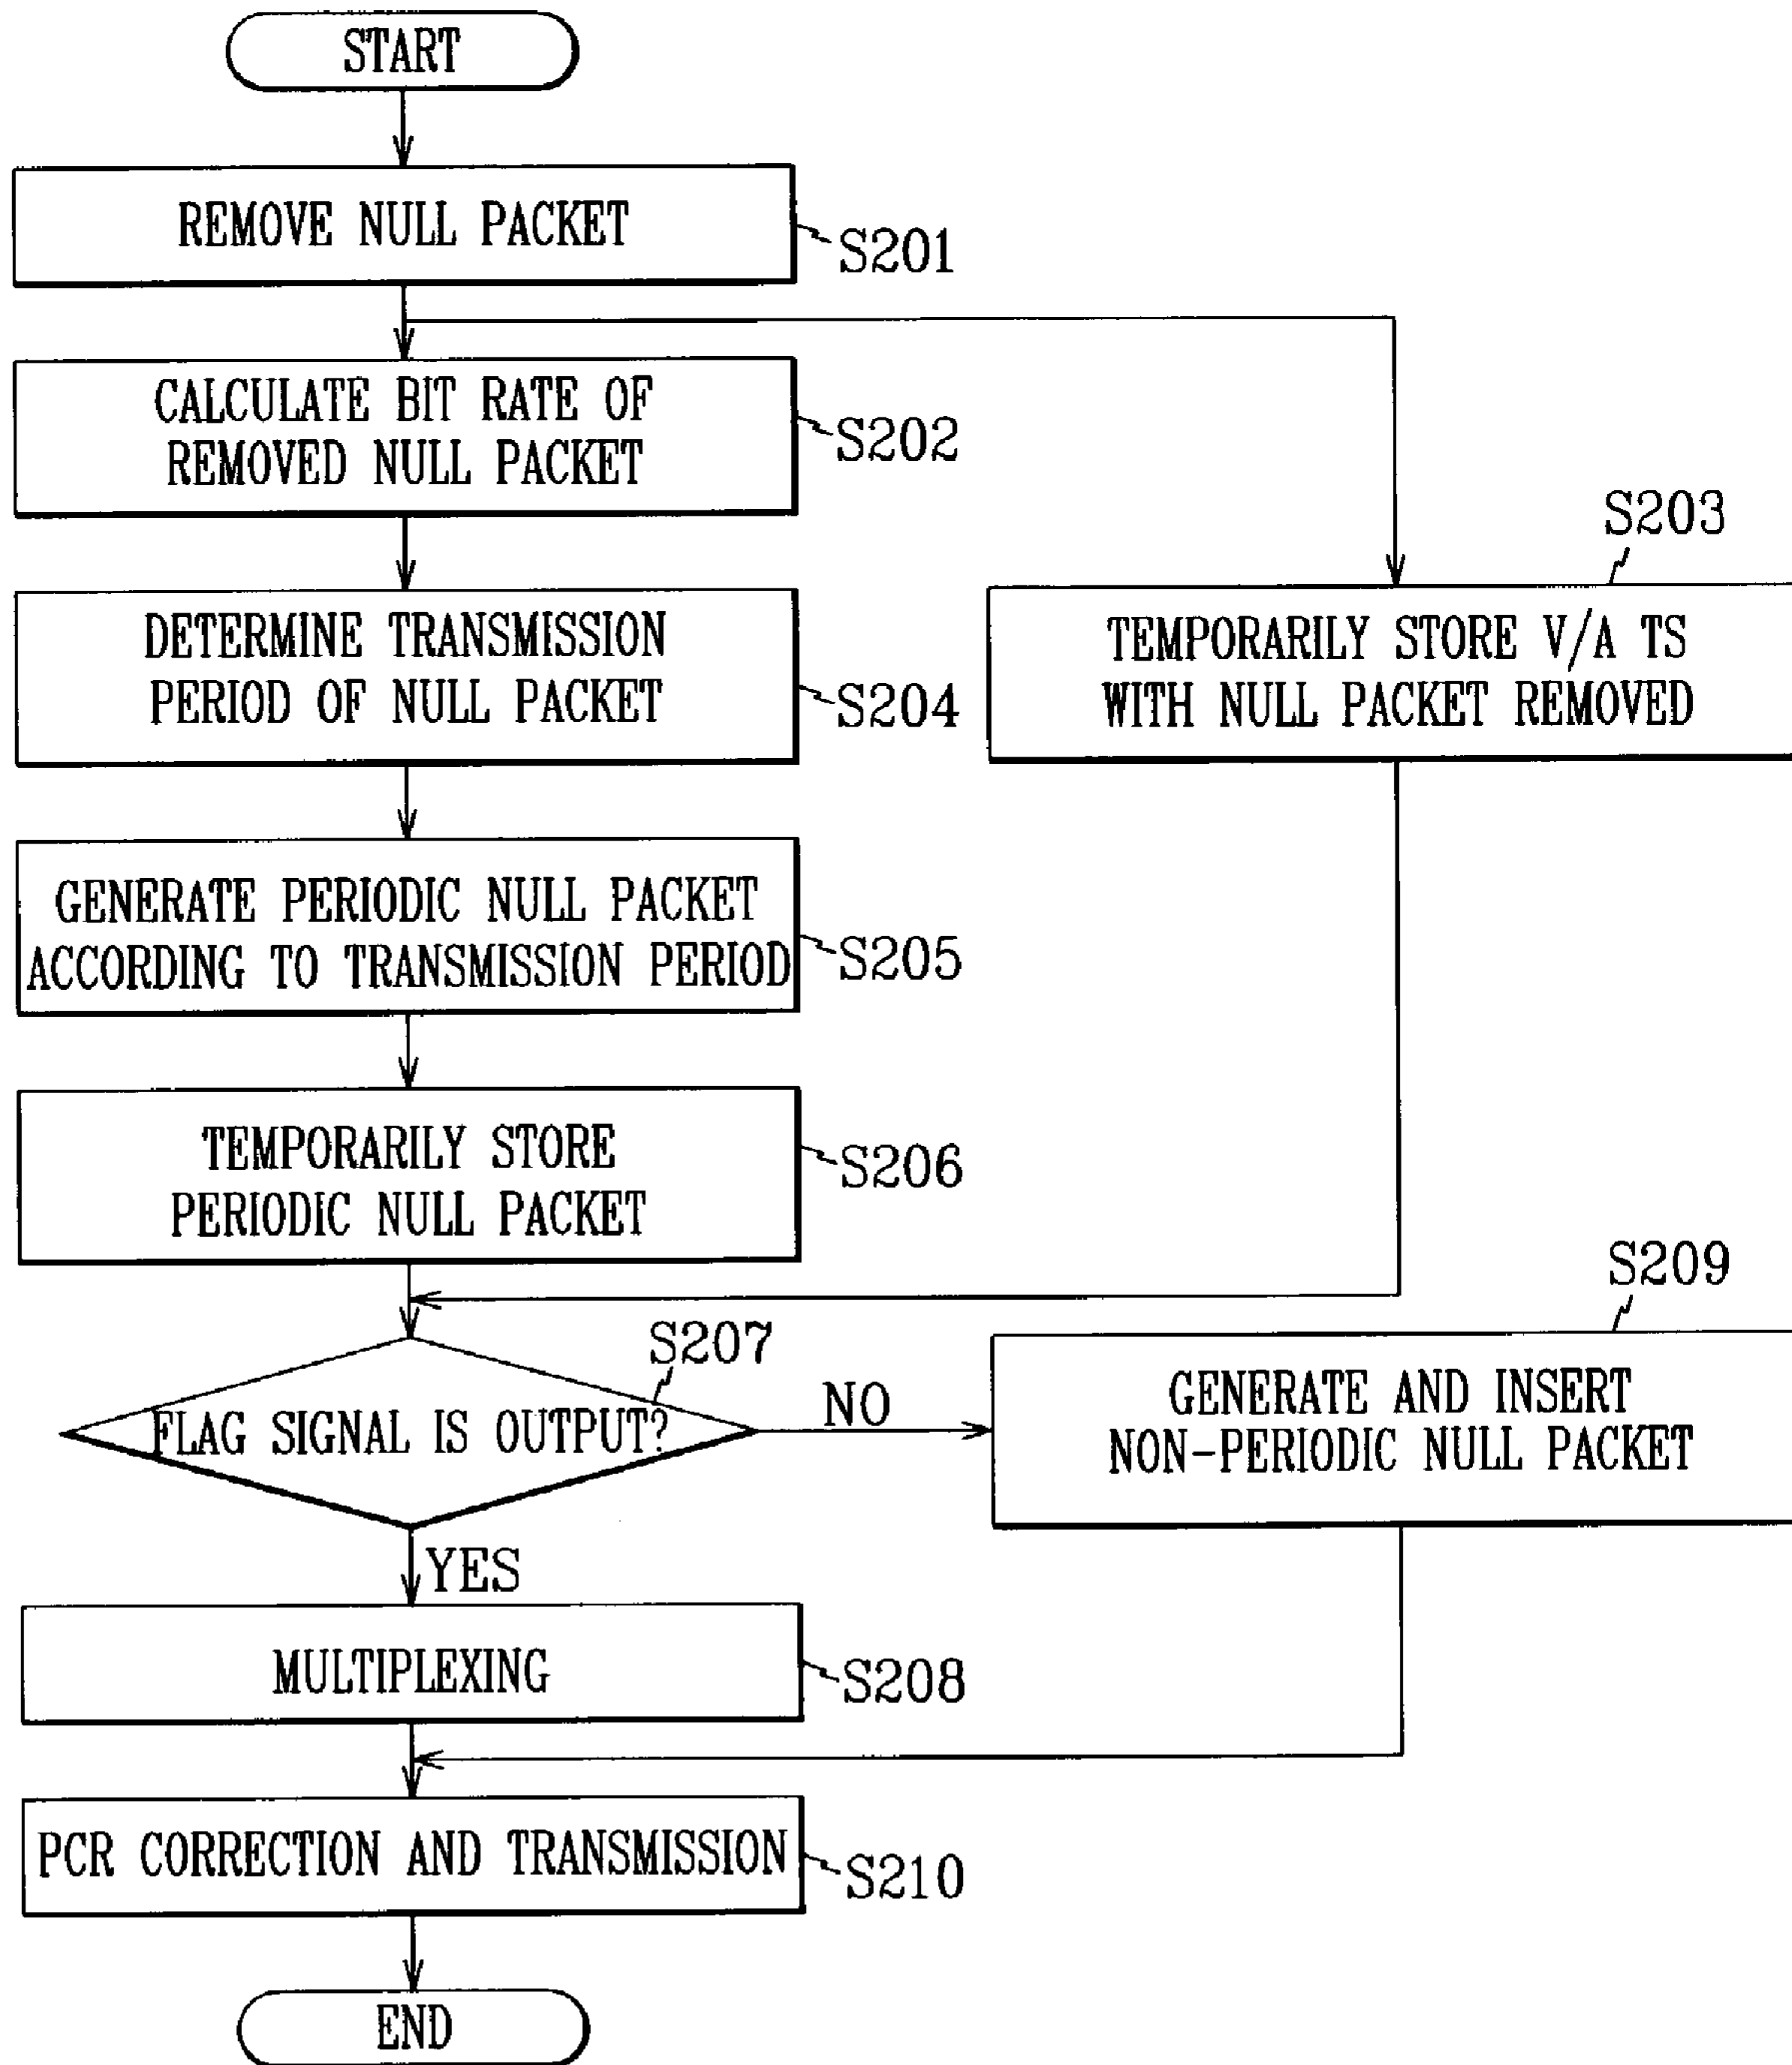 START
REMOVE NULL PACKET
S201
CALCULATE BIT RATE OF
REMOVED NULL PACKET
S202
S203
TEMPORARILY STORE V/A TS
WITH NULL PACKET REMOVED
DETERMINE TRANSMISSION
PERIOD OF NULL PACKET
S204
GENERATE PERIODIC NULL PACKET
ACCORDING TO TRANSMISSION PERIOD
S205
TEMPORARILY STORE
PERIODIC NULL PACKET
S206
S207
FLAG SIGNAL IS OUTPUT?
NO
S209
GENERATE AND INSERT
NON-PERIODIC NULL PACKET
YES
MULTIPLEXING
S208
PCR CORRECTION AND TRANSMISSION
S210
END